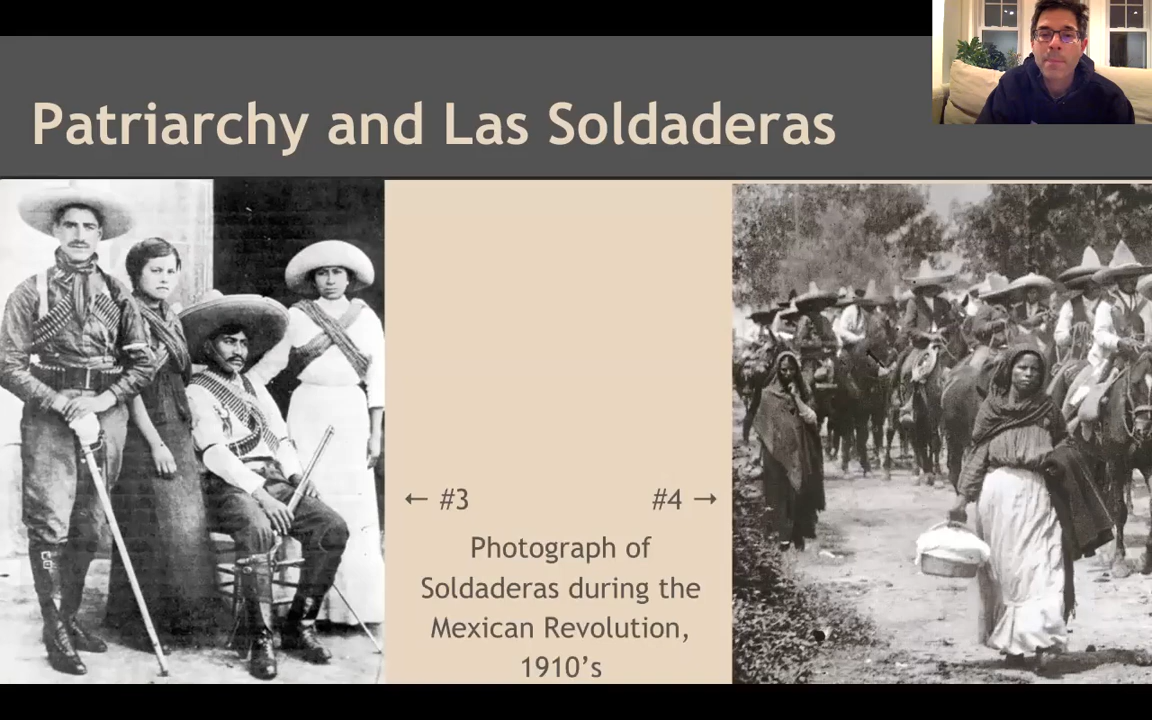 Patriarchy and Las Soldaderas
← #3 #4 →
Photograph of
Soldaderas during the
Mexican Revolution,
1910’s